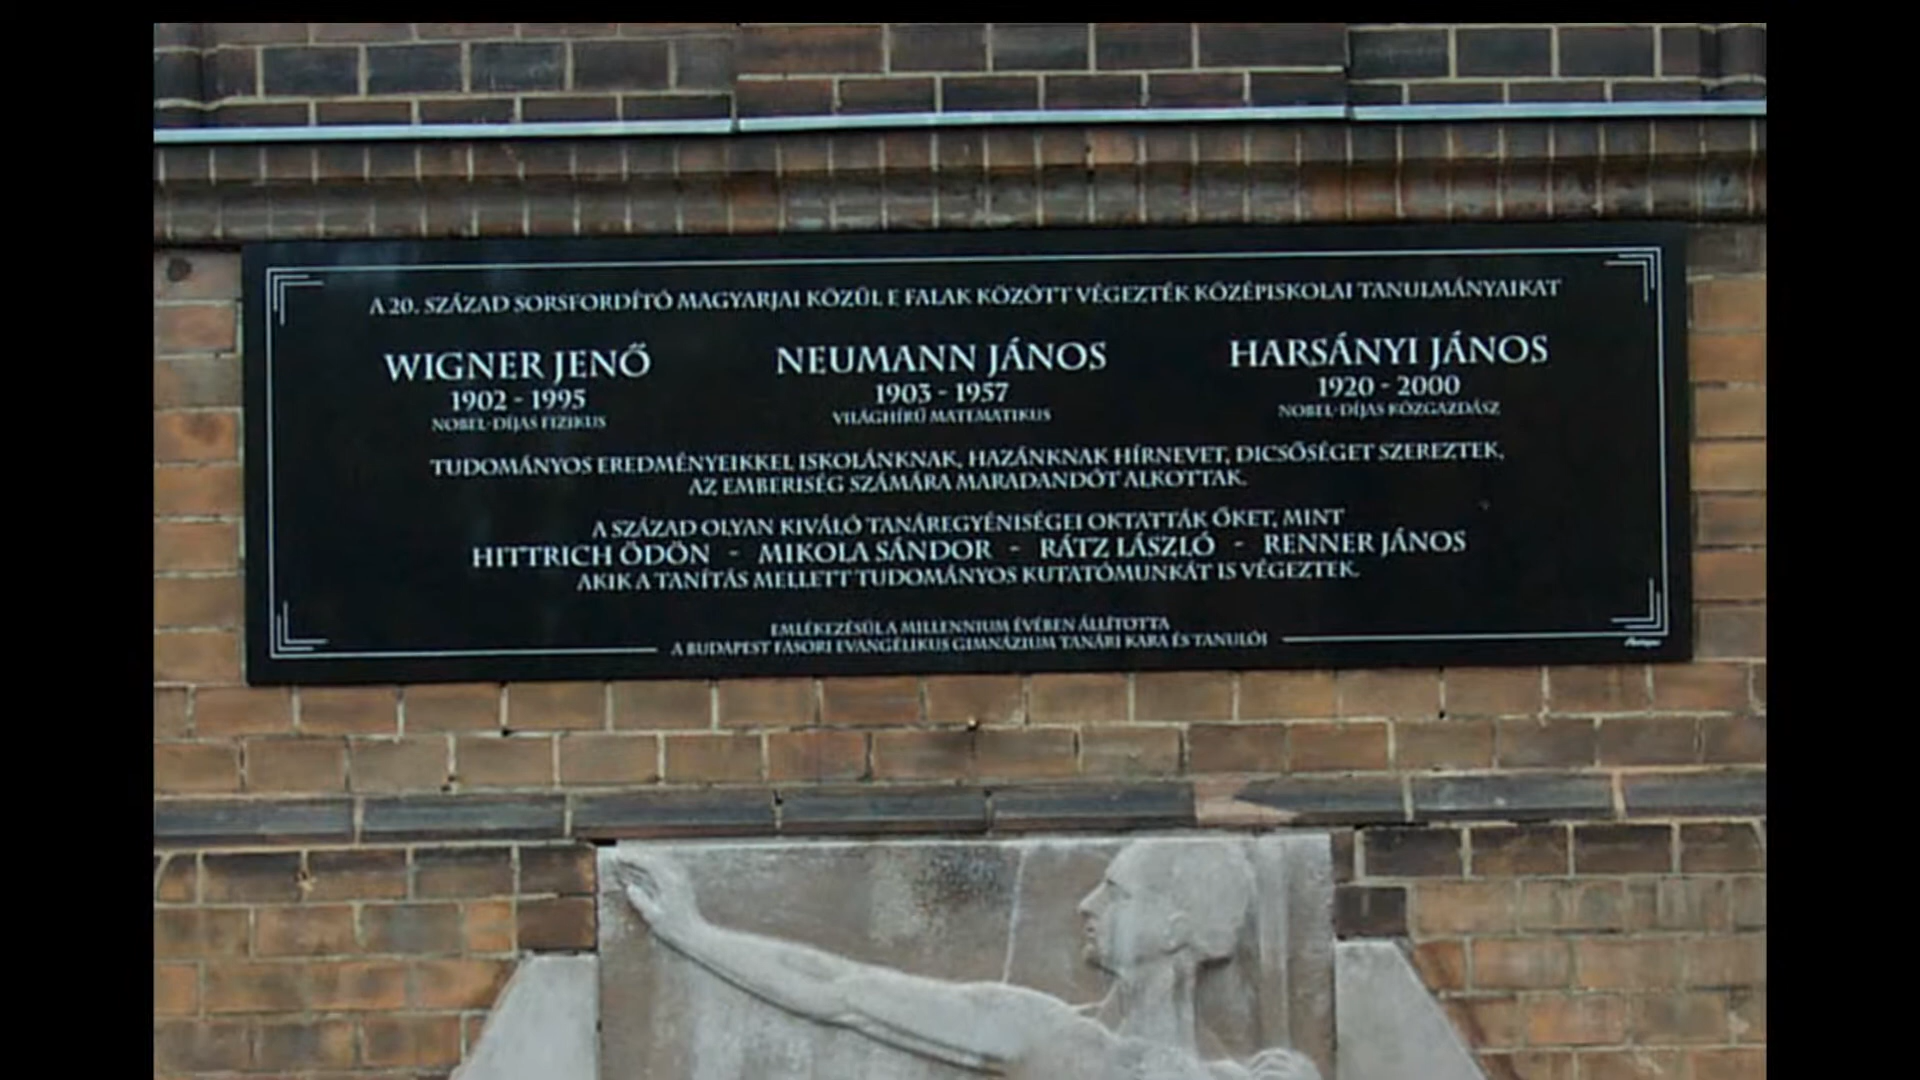 A 20. SZÁZAD SORSFORDÍTÓ MAGYARJAI KÖZÜL E FALAK KÖZÖTT VÉGEZTÉK KÖZÉPISKOLAI TANULMÁNYAIKAT
WIGNER JENŐ NEUMANN JÁNOS HARSÁNYI JÁNOS
1902 - 1995 1903 - 1957 1920 - 2000
NOBEL-DÍJAS FIZIKUS VILÁGHÍRŰ MATEMATIKUS NOBEL-DÍJAS KÖZGAZDÁSZ
TUDOMÁNYOS EREDMÉNYEIKKEL ISKOLÁNKNAK, HAZÁNKNAK HÍRNEVET, DICSŐSÉGET SZEREZTEK,
AZ EMBERISÉG SZÁMÁRA MARADANDÓT ALKOTTAK.
A SZÁZAD OLYAN KIVÁLÓ TANÁREGYÉNISÉGEI OKTATTÁK ŐKET, MINT
HITTRICH ÖDÖN - MIKOLA SÁNDOR - RÁTZ LÁSZLÓ - RENNER JÁNOS
AKIK A TANÍTÁS MELLETT TUDOMÁNYOS KUTATÓMUNKÁT IS VÉGEZTEK.
EMLÉKEZÉSÜL A MILLENNIUM ÉVÉBEN ÁLLÍTOTTA
A BUDAPEST FASORI EVANGÉLIKUS GIMNÁZIUM TANÁRI KARA ÉS TANULÓI